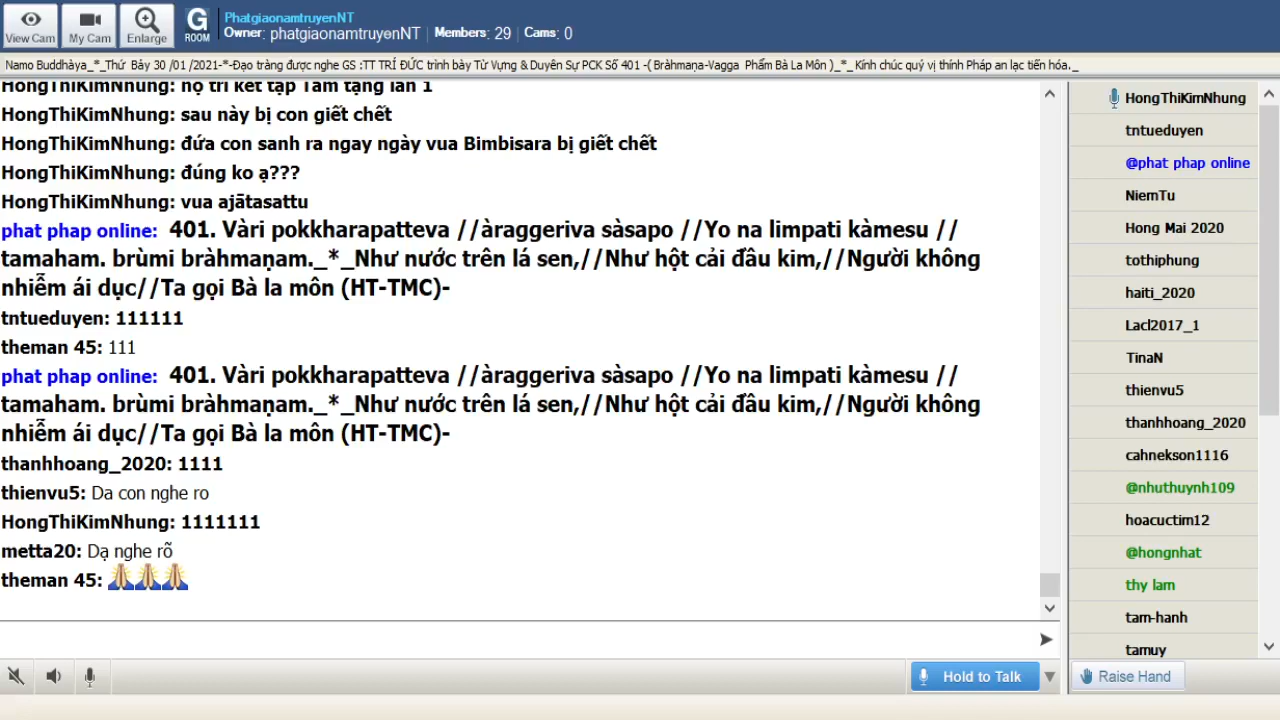 View Cam
My Cam
Enlarge
G
ROOM
PhatgiaonamtruyenNT
Owner: phatgiaonamtruyenNT | Members: 29 | Cams: 0
Namo Buddhàya_*_Thứ Bảy 30 /01 /2021-*-Đạo tràng được nghe GS :TT TRÍ ĐỨC trình bày Từ Vựng & Duyên Sự PCK Số 401 -( Bràhmaṇa-Vagga Phẩm Bà La Môn )_*_ Kính chúc quý vị thính Pháp an lạc tiến hóa._
HongThiKimNhung: hộ trì kết tập Tam tạng lần 1
HongThiKimNhung: sau này bị con giết chết
HongThiKimNhung: đứa con sanh ra ngay ngày vua Bimbisara bị giết chết
HongThiKimNhung: đúng ko ạ???
HongThiKimNhung: vua ajātasattu
phat phap online: 401. Vàri pokkharapatteva //àraggeriva sàsapo //Yo na limpati kàmesu //
tamaham. brùmi bràhmaṇam._*_Như nước trên lá sen,//Như hột cải đầu kim,//Người không
nhiễm ái dục//Ta gọi Bà la môn (HT-TMC)-
tntueduyen: 111111
theman 45: 111
phat phap online: 401. Vàri pokkharapatteva //àraggeriva sàsapo //Yo na limpati kàmesu //
tamaham. brùmi bràhmaṇam._*_Như nước trên lá sen,//Như hột cải đầu kim,//Người không
nhiễm ái dục//Ta gọi Bà la môn (HT-TMC)-
thanhhoang_2020: 1111
thienvu5: Da con nghe ro
HongThiKimNhung: 1111111
metta20: Dạ nghe rõ
theman 45: 🙏🙏🙏
HongThiKimNhung
tntueduyen
@phat phap online
NiemTu
Hong Mai 2020
tothiphung
haiti_2020
Lacl2017_1
TinaN
thienvu5
thanhhoang_2020
cahnekson1116
@nhuthuynh109
hoacuctim12
@hongnhat
thy lam
tam-hanh
tamuy
Hold to Talk
Raise Hand